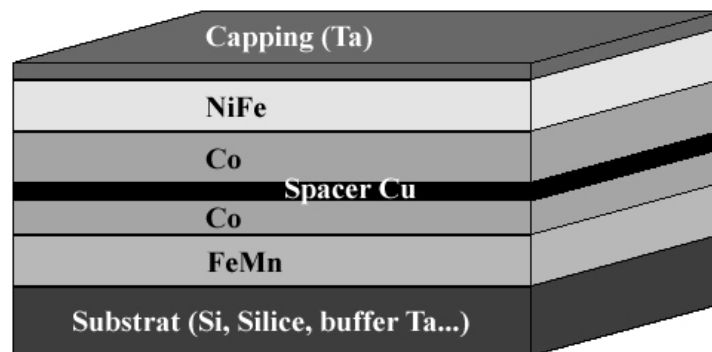 Capping (Ta)
NiFe
Co
Spacer Cu
Co
FeMn
Substrat (Si, Silice, buffer Ta...)